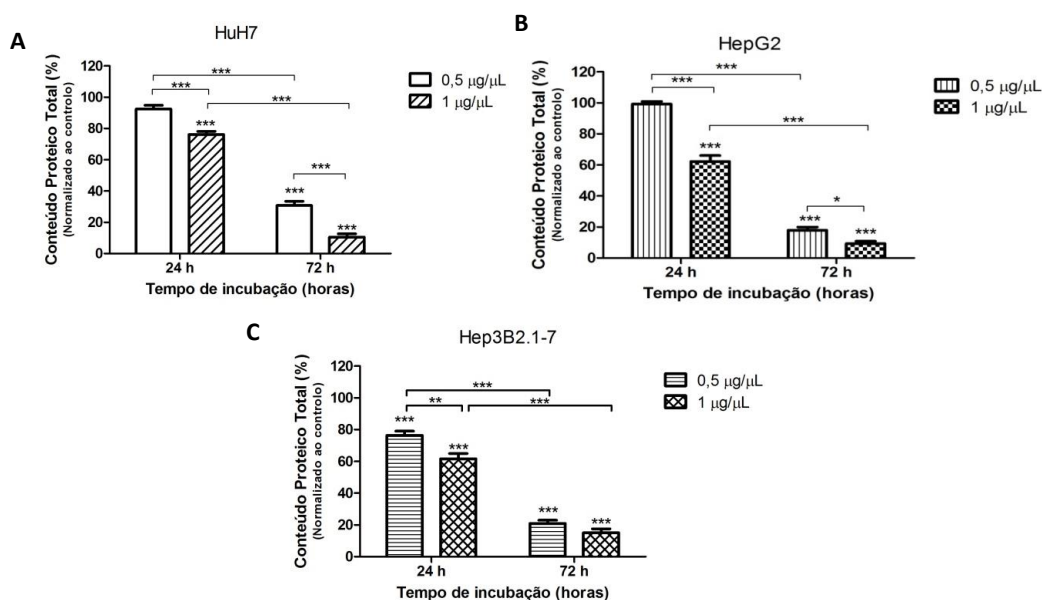 A
HuH7
Conteúdo Proteico Total (%)
(Normalizado ao controlo)
120
100
80
60
40
20
0
***
***
***
***
***
***
***
24 h
72 h
Tempo de incubação (horas)
0,5 µg/µL
1 µg/µL
B
HepG2
Conteúdo Proteico Total (%)
(Normalizado ao controlo)
120
100
80
60
40
20
0
***
***
***
***
*
***
***
24 h
72 h
Tempo de incubação (horas)
0,5 µg/µL
1 µg/µL
C
Hep3B2.1-7
Conteúdo Proteico Total (%)
(Normalizado ao controlo)
120
100
80
60
40
20
0
***
**
***
***
***
***
***
24 h
72 h
Tempo de incubação (horas)
0,5 µg/µL
1 µg/µL